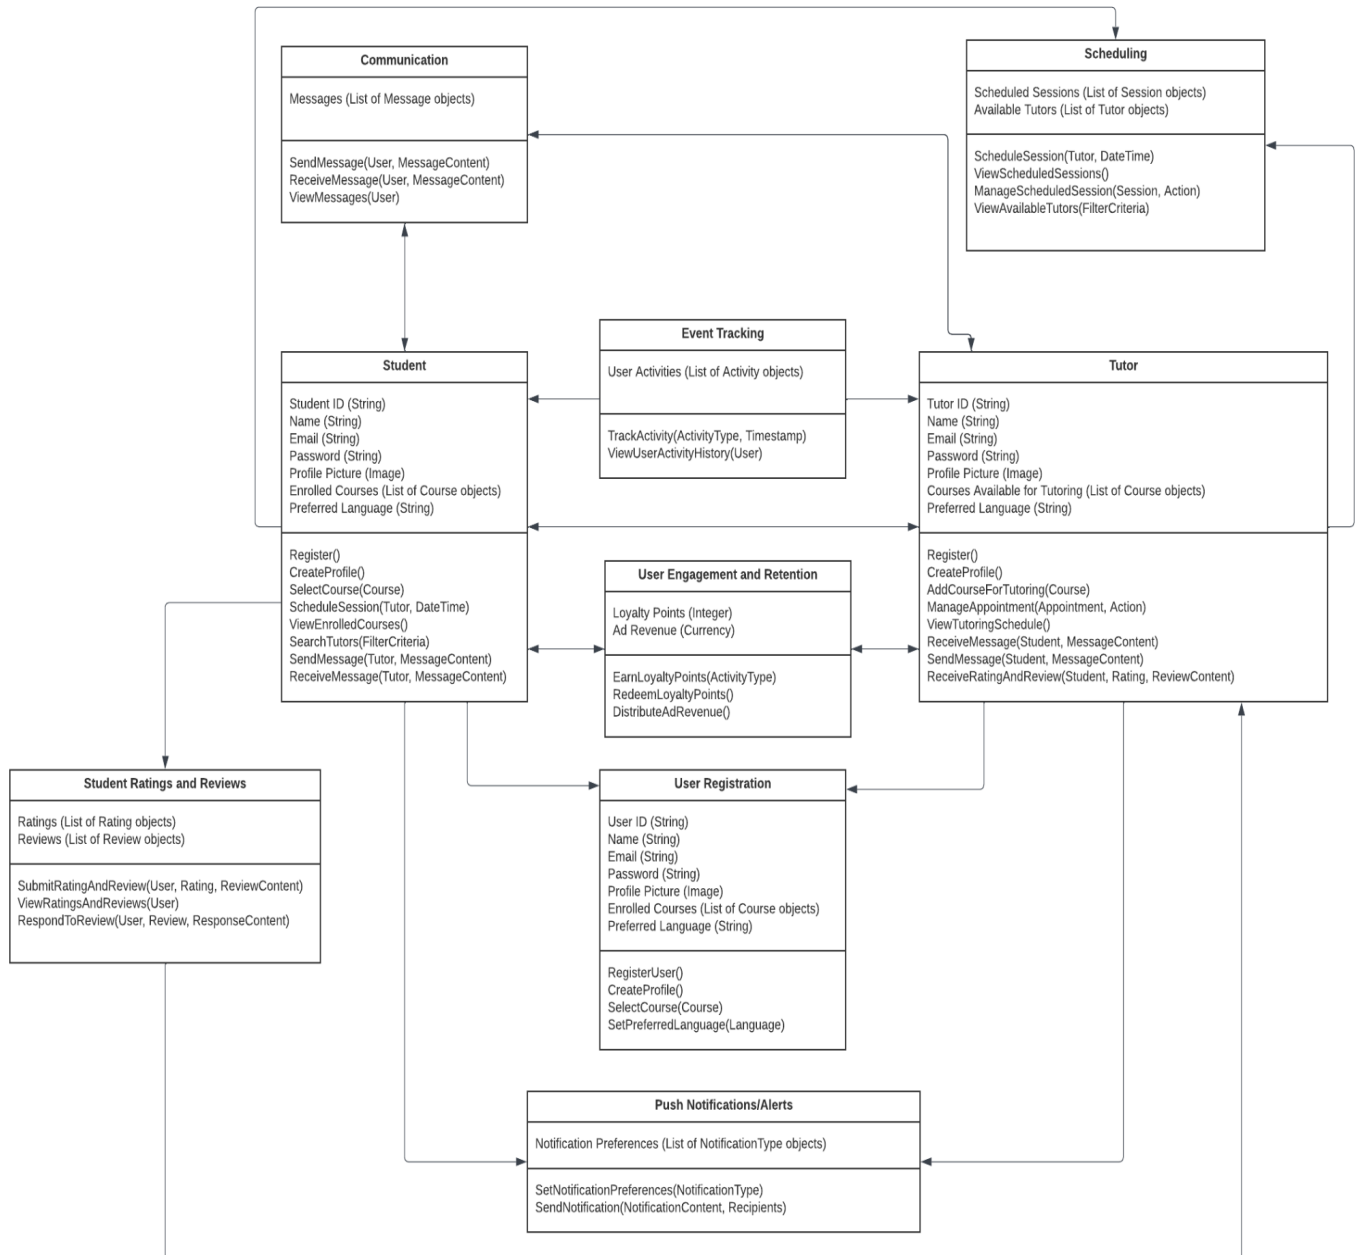 Communication
Messages (List of Message objects)
SendMessage(User, MessageContent)
ReceiveMessage(User, MessageContent)
ViewMessages(User)
Scheduling
Scheduled Sessions (List of Session objects)
Available Tutors (List of Tutor objects)
ScheduleSession(Tutor, DateTime)
ViewScheduledSessions()
ManageScheduledSession(Session, Action)
ViewAvailableTutors(FilterCriteria)
Event Tracking
User Activities (List of Activity objects)
TrackActivity(ActivityType, Timestamp)
ViewUserActivityHistory(User)
Student
Student ID (String)
Name (String)
Email (String)
Password (String)
Profile Picture (Image)
Enrolled Courses (List of Course objects)
Preferred Language (String)
Register()
CreateProfile()
SelectCourse(Course)
ScheduleSession(Tutor, DateTime)
ViewEnrolledCourses()
SearchTutors(FilterCriteria)
SendMessage(Tutor, MessageContent)
ReceiveMessage(Tutor, MessageContent)
Tutor
Tutor ID (String)
Name (String)
Email (String)
Password (String)
Profile Picture (Image)
Courses Available for Tutoring (List of Course objects)
Preferred Language (String)
Register()
CreateProfile()
AddCourseForTutoring(Course)
ManageAppointment(Appointment, Action)
ViewTutoringSchedule()
ReceiveMessage(Student, MessageContent)
SendMessage(Student, MessageContent)
ReceiveRatingAndReview(Student, Rating, ReviewContent)
User Engagement and Retention
Loyalty Points (Integer)
Ad Revenue (Currency)
EarnLoyaltyPoints(ActivityType)
RedeemLoyaltyPoints()
DistributeAdRevenue()
Student Ratings and Reviews
Ratings (List of Rating objects)
Reviews (List of Review objects)
SubmitRatingAndReview(User, Rating, ReviewContent)
ViewRatingsAndReviews(User)
RespondToReview(User, Review, ResponseContent)
User Registration
User ID (String)
Name (String)
Email (String)
Password (String)
Profile Picture (Image)
Enrolled Courses (List of Course objects)
Preferred Language (String)
RegisterUser()
CreateProfile()
SelectCourse(Course)
SetPreferredLanguage(Language)
Push Notifications/Alerts
Notification Preferences (List of NotificationType objects)
SetNotificationPreferences(NotificationType)
SendNotification(NotificationContent, Recipients)